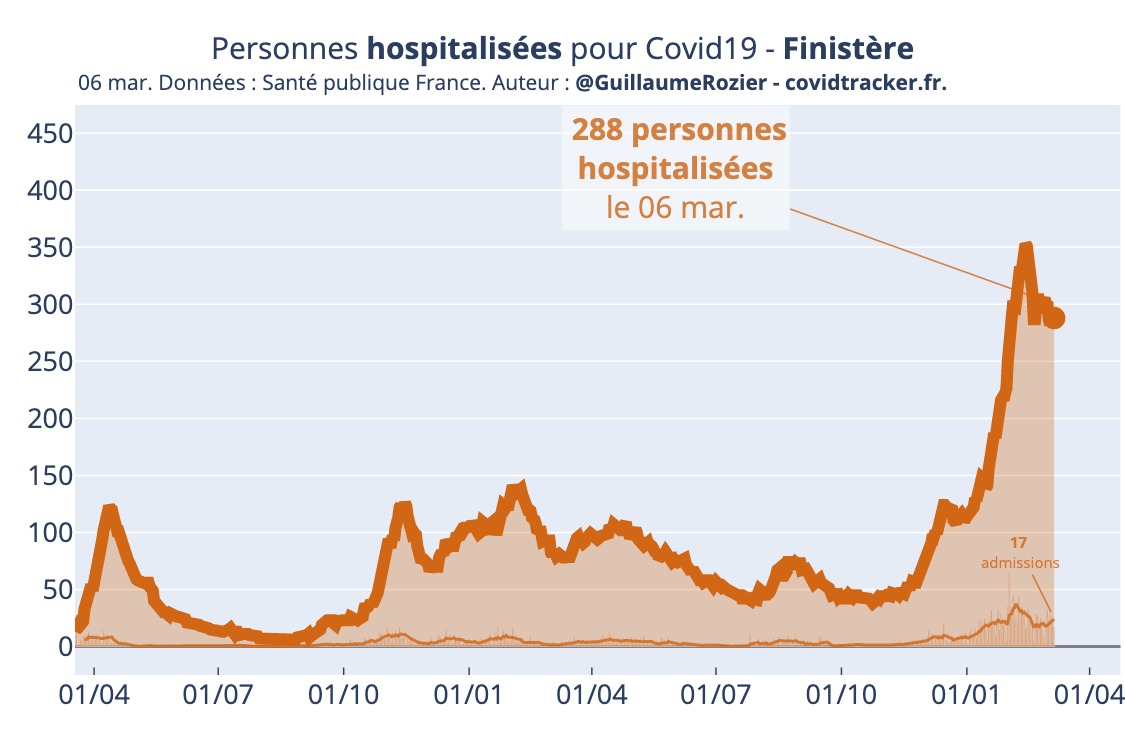 Personnes hospitalisées pour Covid19 - Finistère
06 mar. Données : Santé publique France. Auteur : @GuillaumeRozier - covidtracker.fr.
288 personnes
hospitalisées
le 06 mar.
450
400
350
300
250
200
150
100
50
0
17
admissions
01/04 01/07 01/10 01/01 01/04 01/07 01/10 01/01 01/04